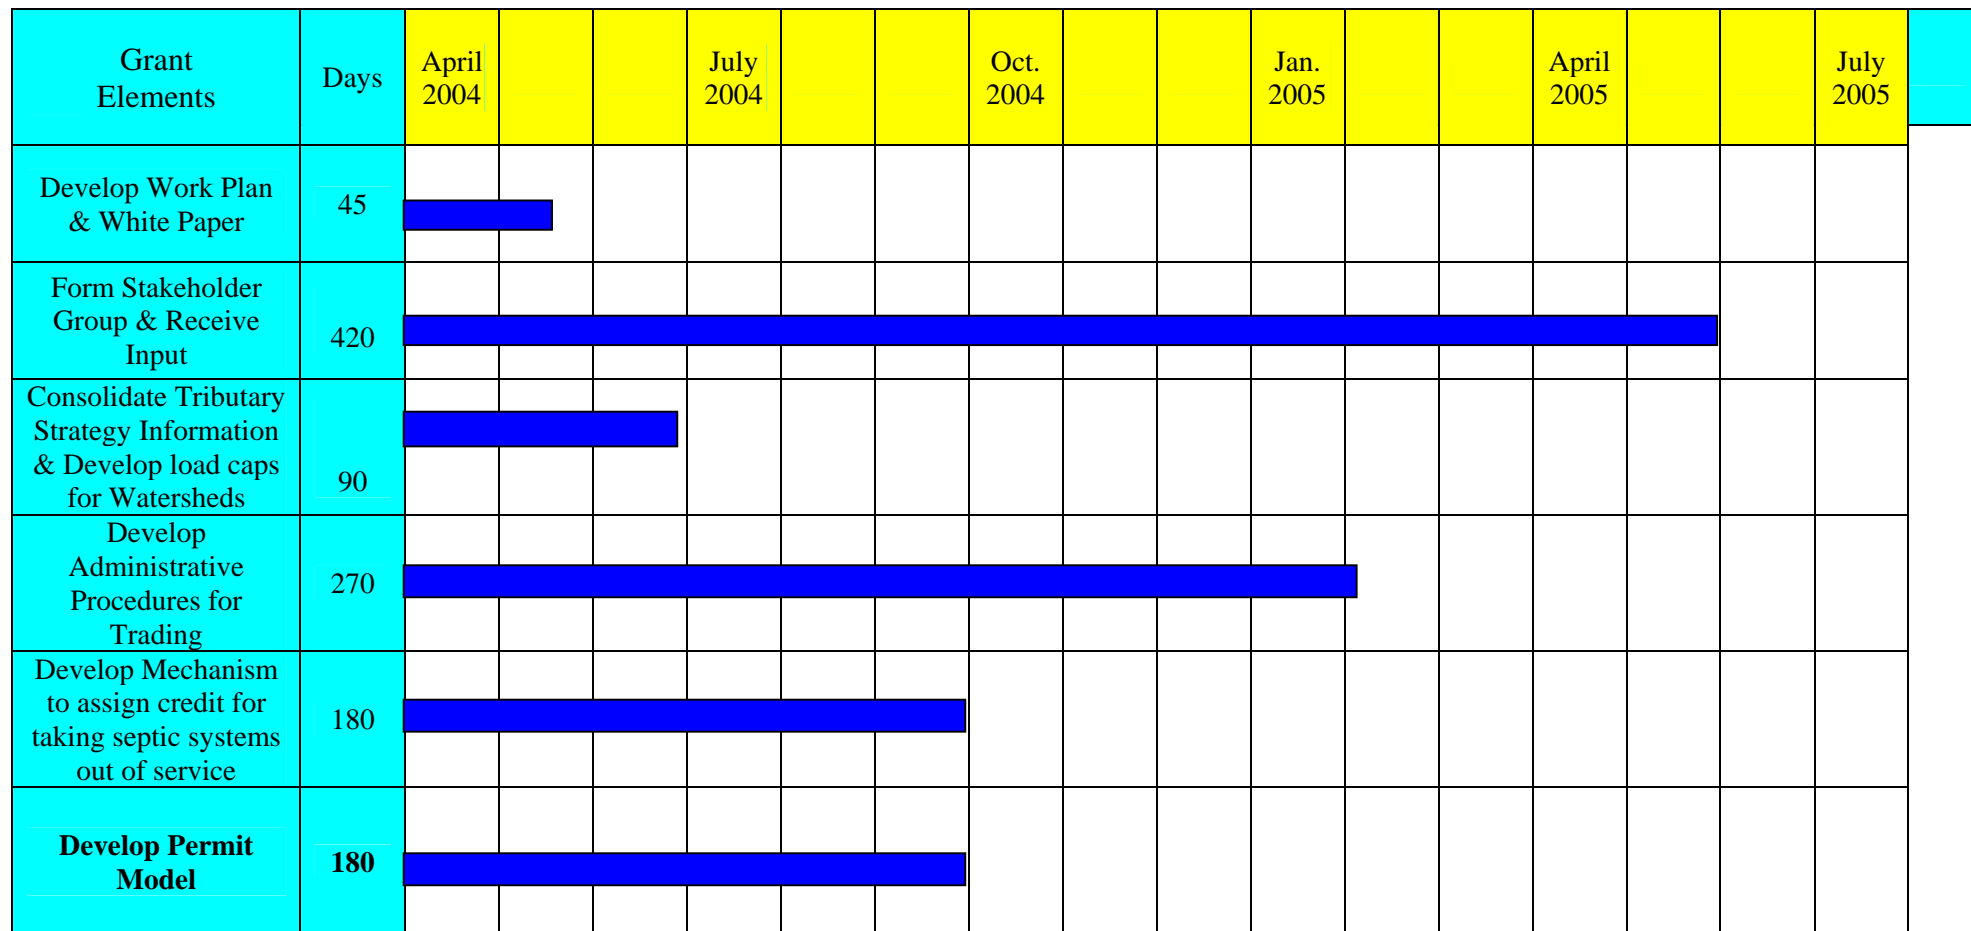 Grant
Elements
Days
April
2004
July
2004
Oct.
2004
Jan.
2005
April
2005
July
2005
Develop Work Plan
& White Paper
45
Form Stakeholder
Group & Receive
Input
420
Consolidate Tributary
Strategy Information
& Develop load caps
for Watersheds
90
Develop
Administrative
Procedures for
Trading
270
Develop Mechanism
to assign credit for
taking septic systems
out of service
180
Develop Permit
Model
180